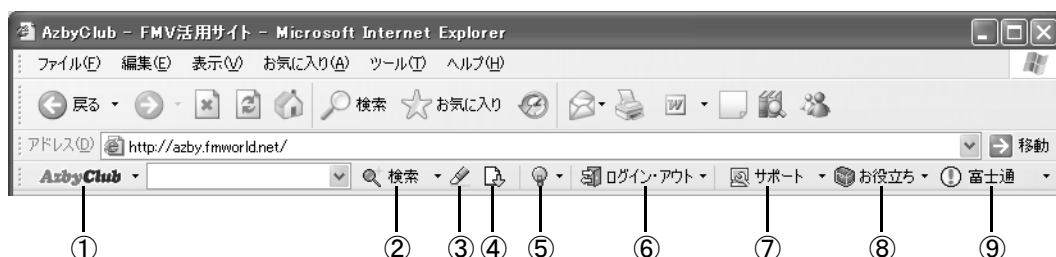 AzbyClub - FMV活用サイト - Microsoft Internet Explorer
ファイル(F) 編集(E) 表示(V) お気に入り(A) ツール(T) ヘルプ(H)
戻る 検索 お気に入り W
アドレス(D) http://azby.fmworld.net/ 移動
AzbyClub 検索 ログイン・アウト サポート お役立ち 富士通
① ② ③ ④ ⑤ ⑥ ⑦ ⑧ ⑨